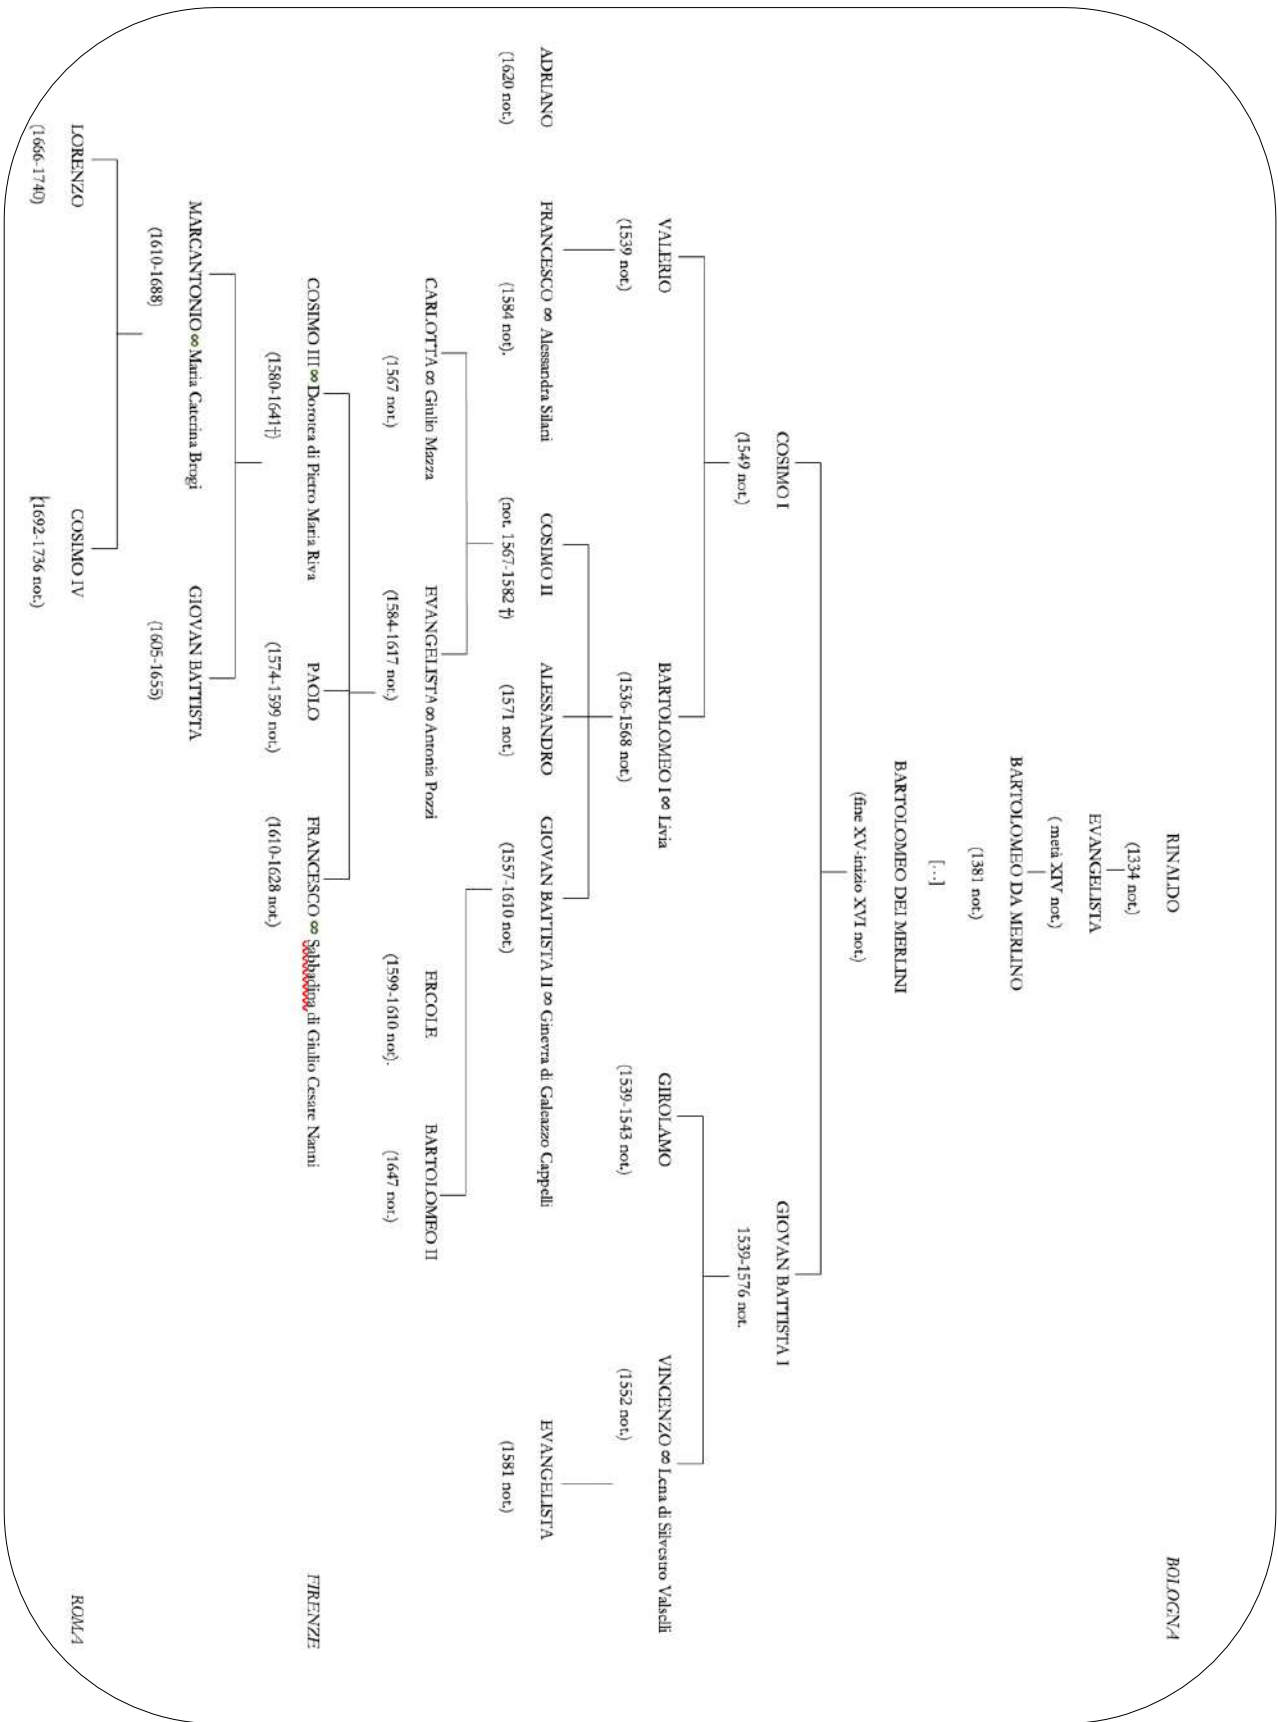 RINALDO
BOLOGNA
(1334 not.)
EVANGELISTA
( metà XIV not.)
BARTOLOMEO DA MERLINO
(1381 not.)
[…]
BARTOLOMEO DEI MERLINI
(fine XV-inizio XVI not.)
COSIMO I
GIOVAN BATTISTA I
(1549 not.)
1539-1576 not.
VALERIO
BARTOLOMEO I ∞ Livia
GIROLAMO
VINCENZO ∞ Lena di Silvestro Valselli
(1539 not.)
(1536-1568 not.)
(1539-1543 not.)
(1552 not.)
ADRIANO
FRANCESCO ∞ Alessandra Silani
COSIMO II
ALESSANDRO
GIOVAN BATTISTA II ∞ Ginevra di Galeazzo Cappelli
EVANGELISTA
(1620 not.)
(1584 not).
(not. 1567-1582 †)
(1571 not.)
(1557-1610 not.)
(1581 not.)
CARLOTTA ∞ Giulio Mazza
EVANGELISTA ∞ Antonia Pozzi
ERCOLE
BARTOLOMEO II
(1567 not.)
(1584-1617 not.)
(1599-1610 not).
(1647 not.)
COSIMO III ∞ Dorotea di Pietro Maria Riva
PAOLO
FRANCESCO ∞ Sabbadina di Giulio Cesare Nanni
FIRENZE
(1580-1641†)
(1574-1599 not.)
(1610-1628 not.)
MARCANTONIO ∞ Maria Caterina Brogi
GIOVAN BATTISTA
(1610-1688)
(1605-1655)
LORENZO
COSIMO IV
ROMA
(1666-1740)
(1692-1736 not.)